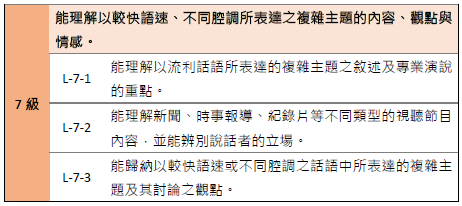 能理解以較快語速、不同腔調所表達之複雜主題的內容、觀點與
情感。
7 級
L-7-1
能理解以流利話語所表達的複雜主題之敘述及專業演說
的重點。
L-7-2
能理解新聞、時事報導、紀錄片等不同類型的視聽節目
內容，並能辨別說話者的立場。
L-7-3
能歸納以較快語速或不同腔調之話語中所表達的複雜主
題及其討論之觀點。